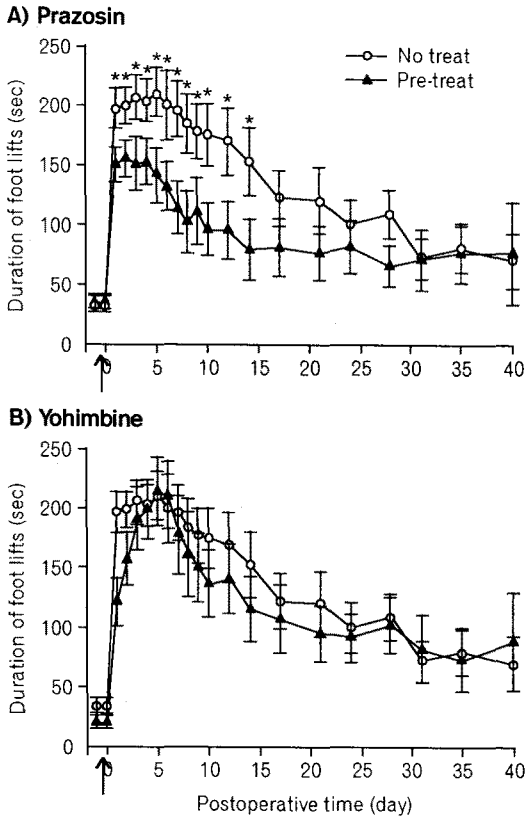 A) Prazosin
250
200
150
100
50
0
Duration of foot lifts (sec)
** ** ** * * ** * *
No treat
Pre-treat
0 5 10 15 20 25 30 35 40
B) Yohimbine
250
200
150
100
50
0
Duration of foot lifts (sec)
0 5 10 15 20 25 30 35 40
Postoperative time (day)